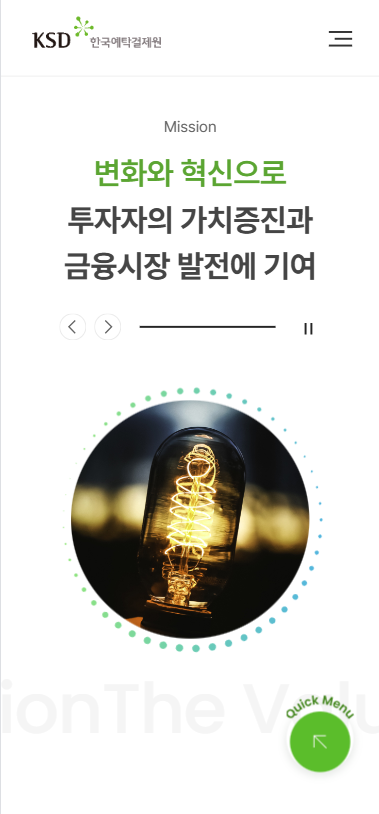 KSD 한국예탁결제원
Mission
변화와 혁신으로
투자자의 가치증진과
금융시장 발전에 기여
ionThe Valu
Quick Menu